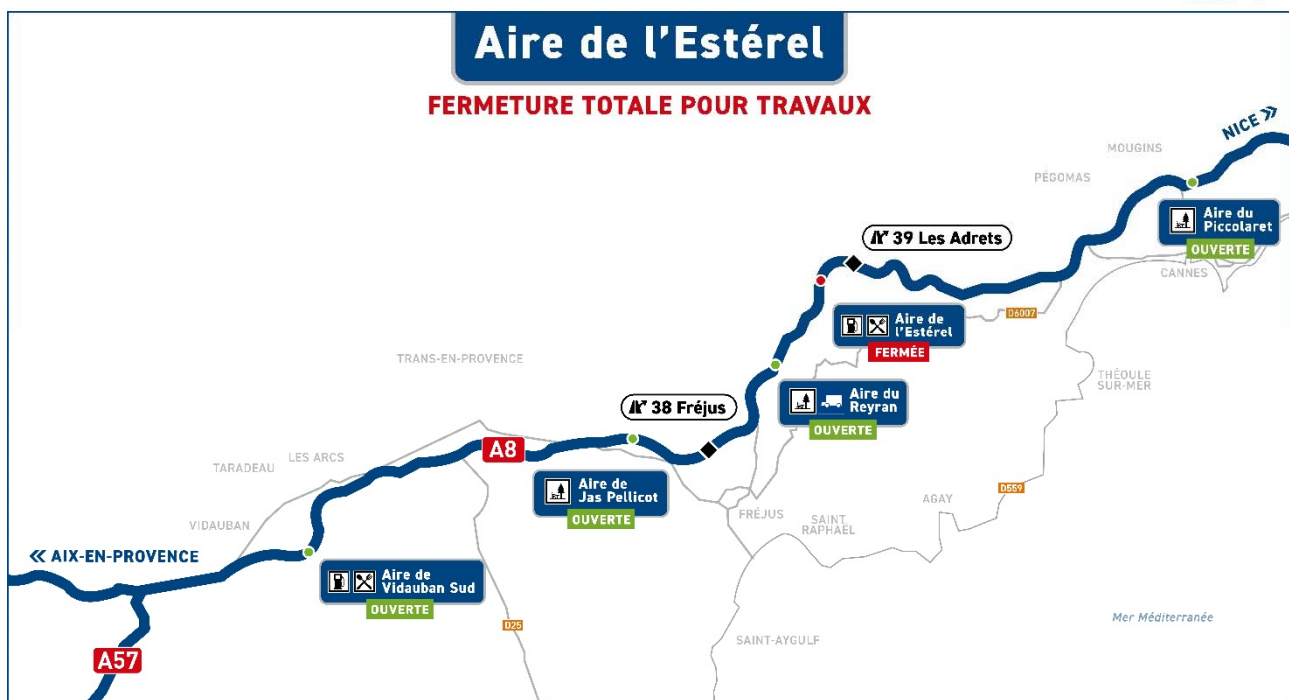 Aire de l'Estérel
FERMETURE TOTALE POUR TRAVAUX
NICE >>
MOUGINS
PÉGOMAS
Aire du
Piccolaret
OUVERTE
39 Les Adrets
CANNES
Aire de
l'Estérel
FERMÉE
D6007
TRANS-EN-PROVENCE
THÉOULE
SUR-MER
Aire du
Reyran
OUVERTE
38 Fréjus
A8
LES ARCS
TARADEAU
Aire de
Jas Pellicot
OUVERTE
D559
AGAY
FRÉJUS
SAINT
RAPHAËL
VIDAUBAN
<< AIX-EN-PROVENCE
Aire de
Vidauban Sud
OUVERTE
D25
Mer Méditerranée
SAINT-AYGULF
A57